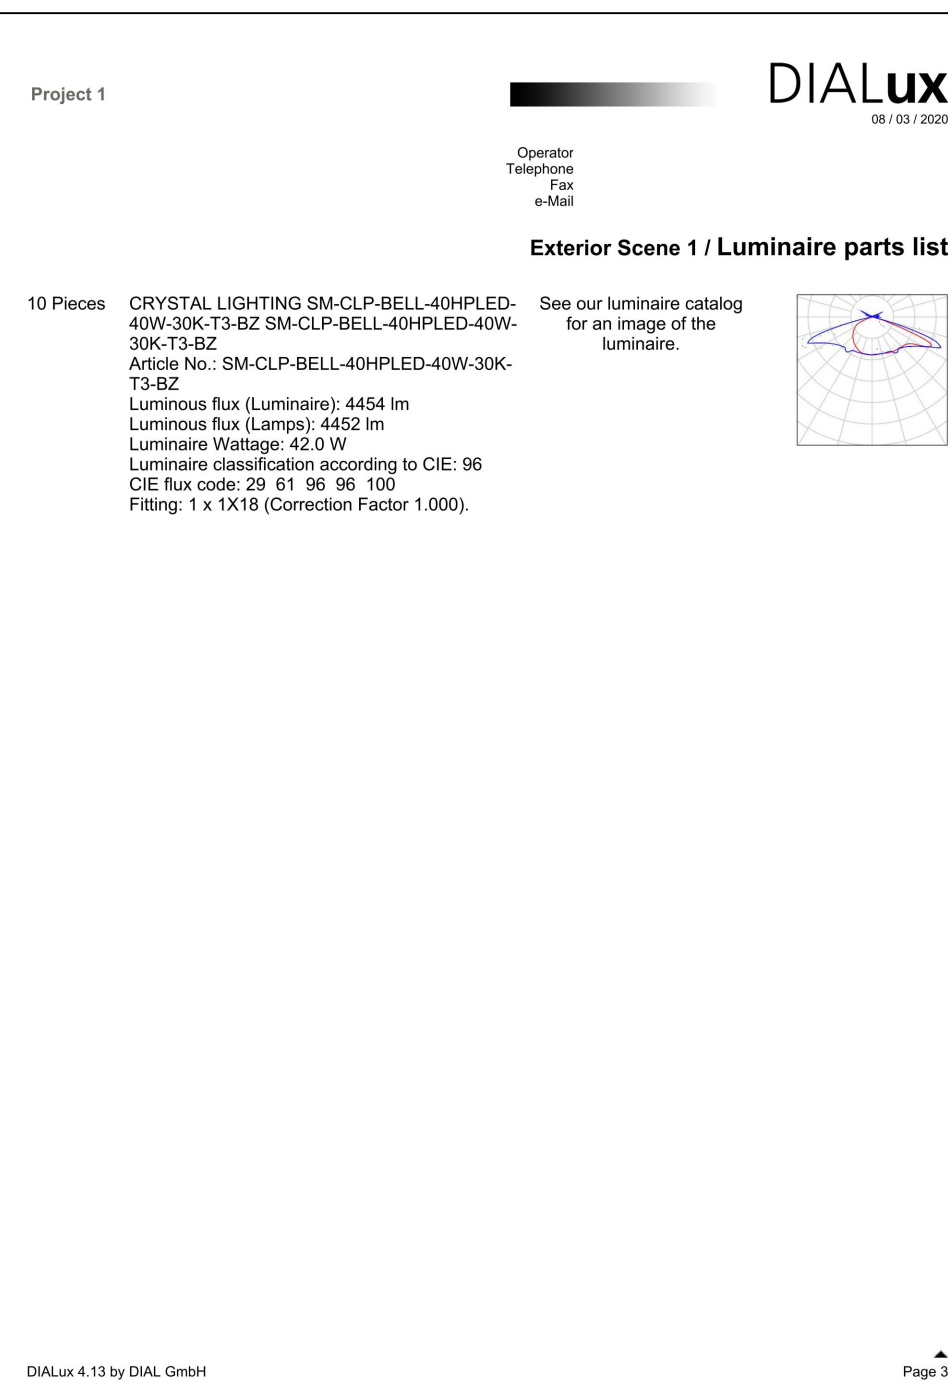 Project 1
DIALux
08 / 03 / 2020
Operator
Telephone
Fax
e-Mail
Exterior Scene 1 / Luminaire parts list
10 Pieces
CRYSTAL LIGHTING SM-CLP-BELL-40HPLED-
40W-30K-T3-BZ SM-CLP-BELL-40HPLED-40W-
30K-T3-BZ
Article No.: SM-CLP-BELL-40HPLED-40W-30K-
T3-BZ
Luminous flux (Luminaire): 4454 lm
Luminous flux (Lamps): 4452 lm
Luminaire Wattage: 42.0 W
Luminaire classification according to CIE: 96
CIE flux code: 29 61 96 96 100
Fitting: 1 x 1X18 (Correction Factor 1.000).
See our luminaire catalog
for an image of the
luminaire.
DIALux 4.13 by DIAL GmbH
Page 3